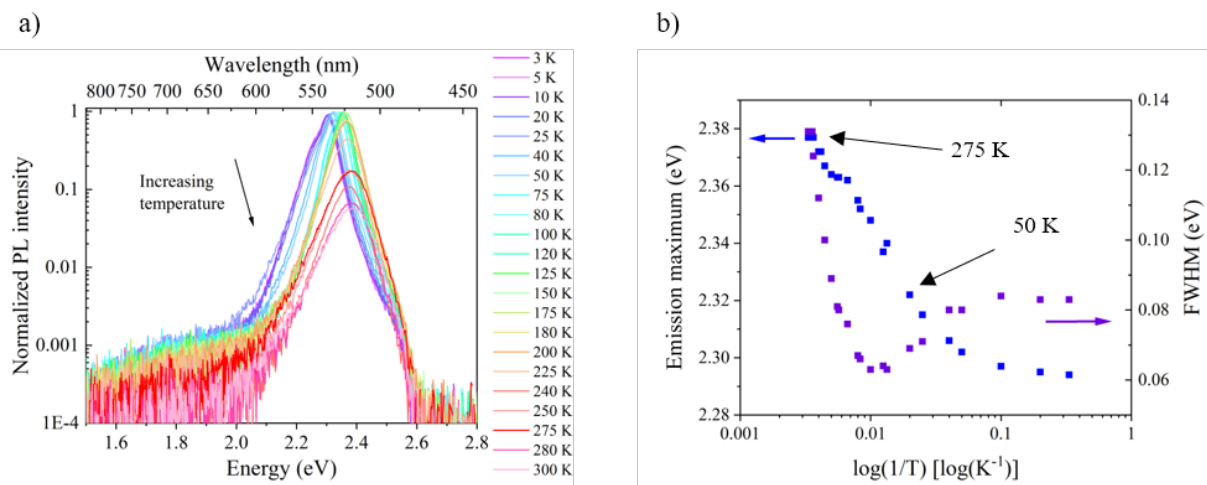 a)
b)
Wavelength (nm)
800 750 700 650 600 550 500 450
Normalized PL intensity
1
0.1
0.01
0.001
1E-4
Increasing
temperature
1.6 1.8 2.0 2.2 2.4 2.6 2.8
Energy (eV)
3 K
5 K
10 K
20 K
25 K
40 K
50 K
75 K
80 K
100 K
120 K
125 K
150 K
175 K
180 K
200 K
225 K
240 K
250 K
275 K
280 K
300 K
Emission maximum (eV)
2.38
2.36
2.34
2.32
2.30
2.28
275 K
50 K
0.14
0.12
0.10
0.08
0.06
FWHM (eV)
0.001 0.01 0.1 1
log(1/T) [log(K⁻¹)]